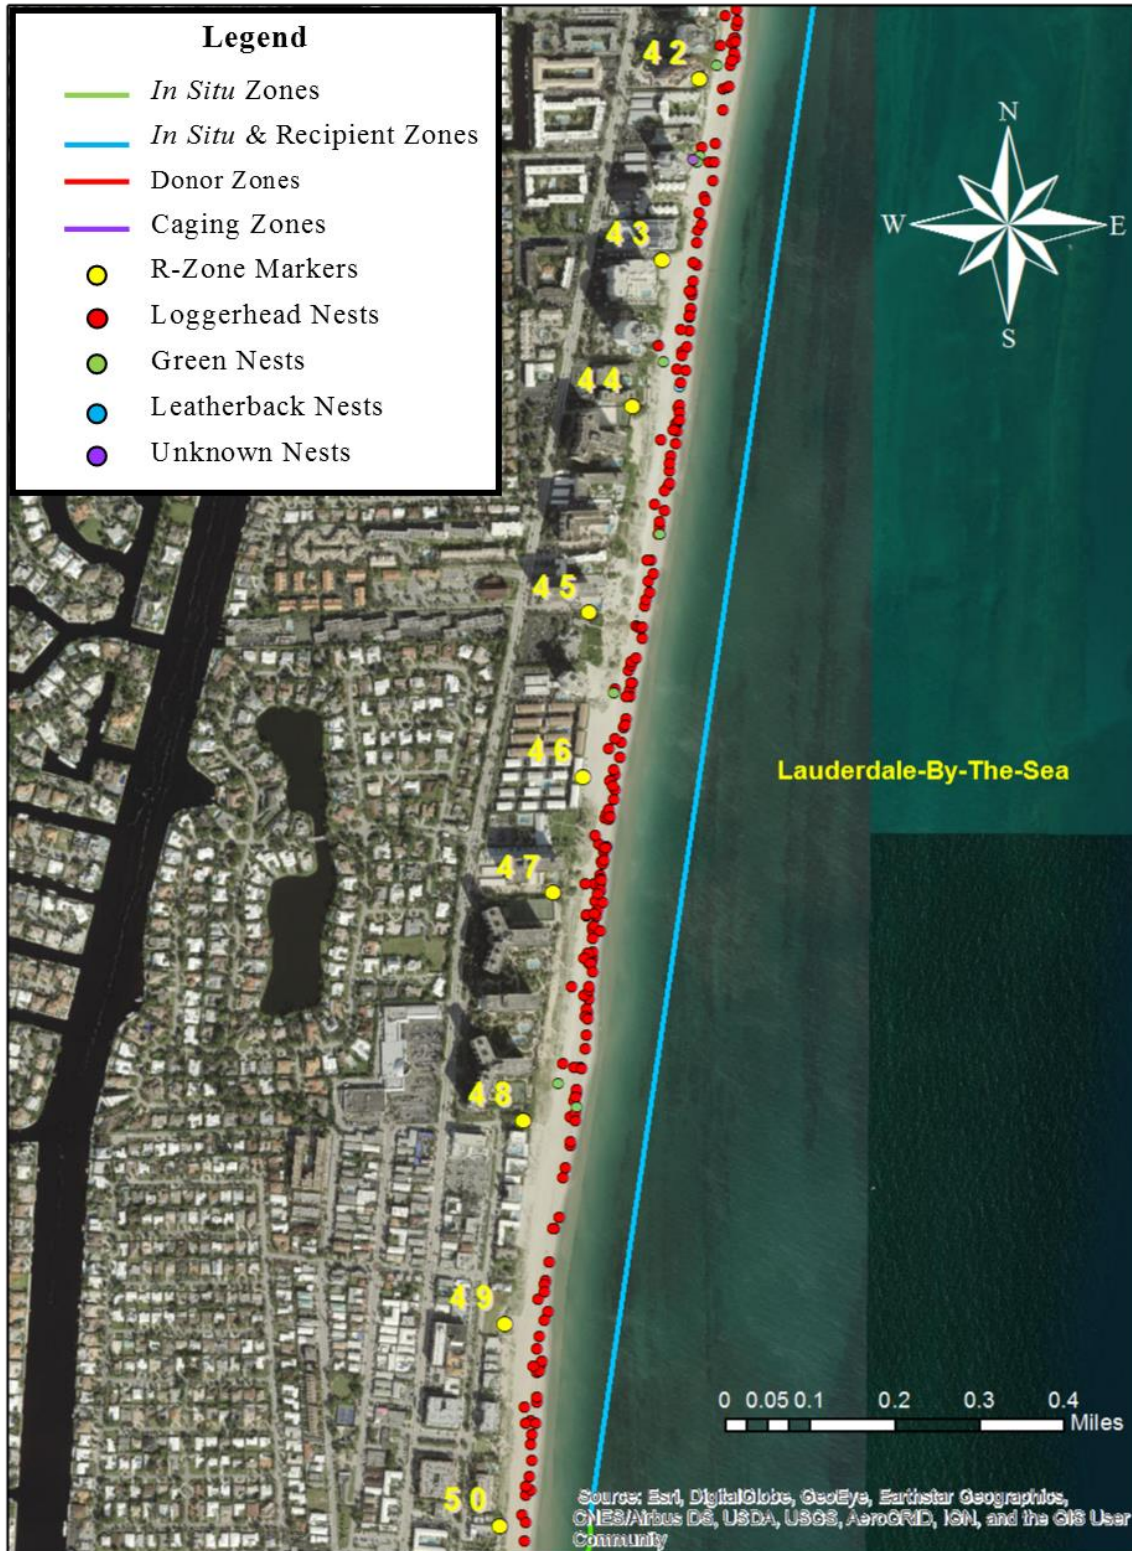 Legend
In Situ Zones
In Situ & Recipient Zones
Donor Zones
Caging Zones
R-Zone Markers
Loggerhead Nests
Green Nests
Leatherback Nests
Unknown Nests
42
N
W E
S
43
44
45
46
Lauderdale-By-The-Sea
47
48
49
0 0.05 0.1 0.2 0.3 0.4
Miles
50
Source: Esri, DigitalGlobe, GeoEye, Earthstar Geographics,
CNES/Airbus DS, USDA, USGS, AeroGRID, IGN, and the GIS User
Community